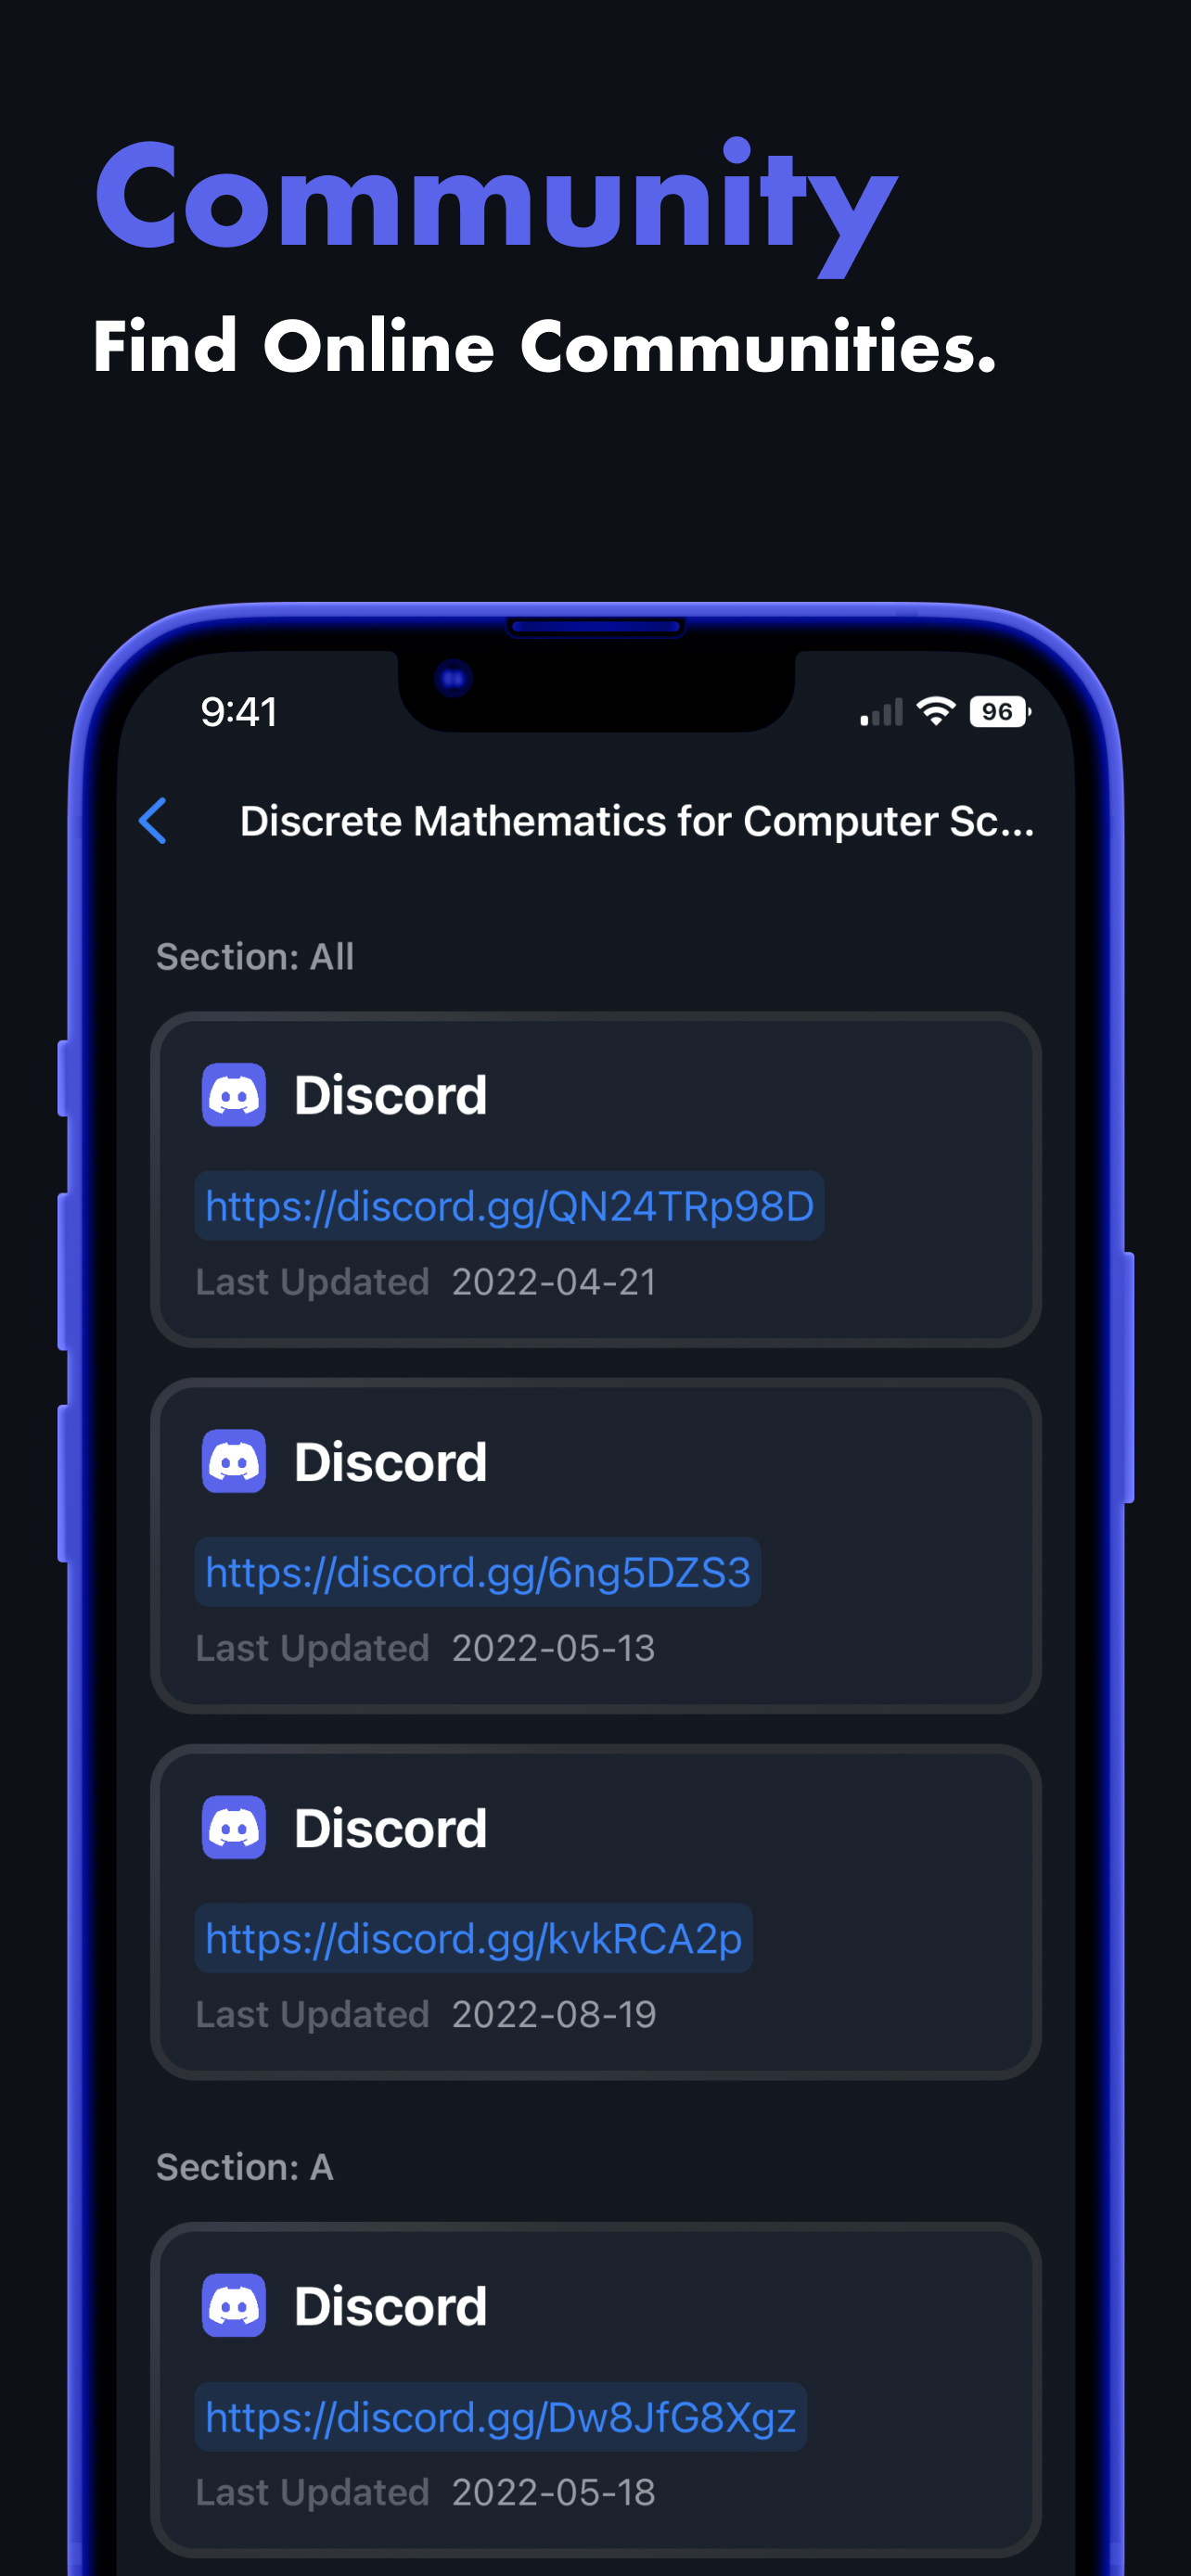 Community
Find Online Communities.
9:41
96
Discrete Mathematics for Computer Sc...
Section: All
Discord
https://discord.gg/QN24TRp98D
Last Updated 2022-04-21
Discord
https://discord.gg/6ng5DZS3
Last Updated 2022-05-13
Discord
https://discord.gg/kvkRCA2p
Last Updated 2022-08-19
Section: A
Discord
https://discord.gg/Dw8JfG8Xgz
Last Updated 2022-05-18